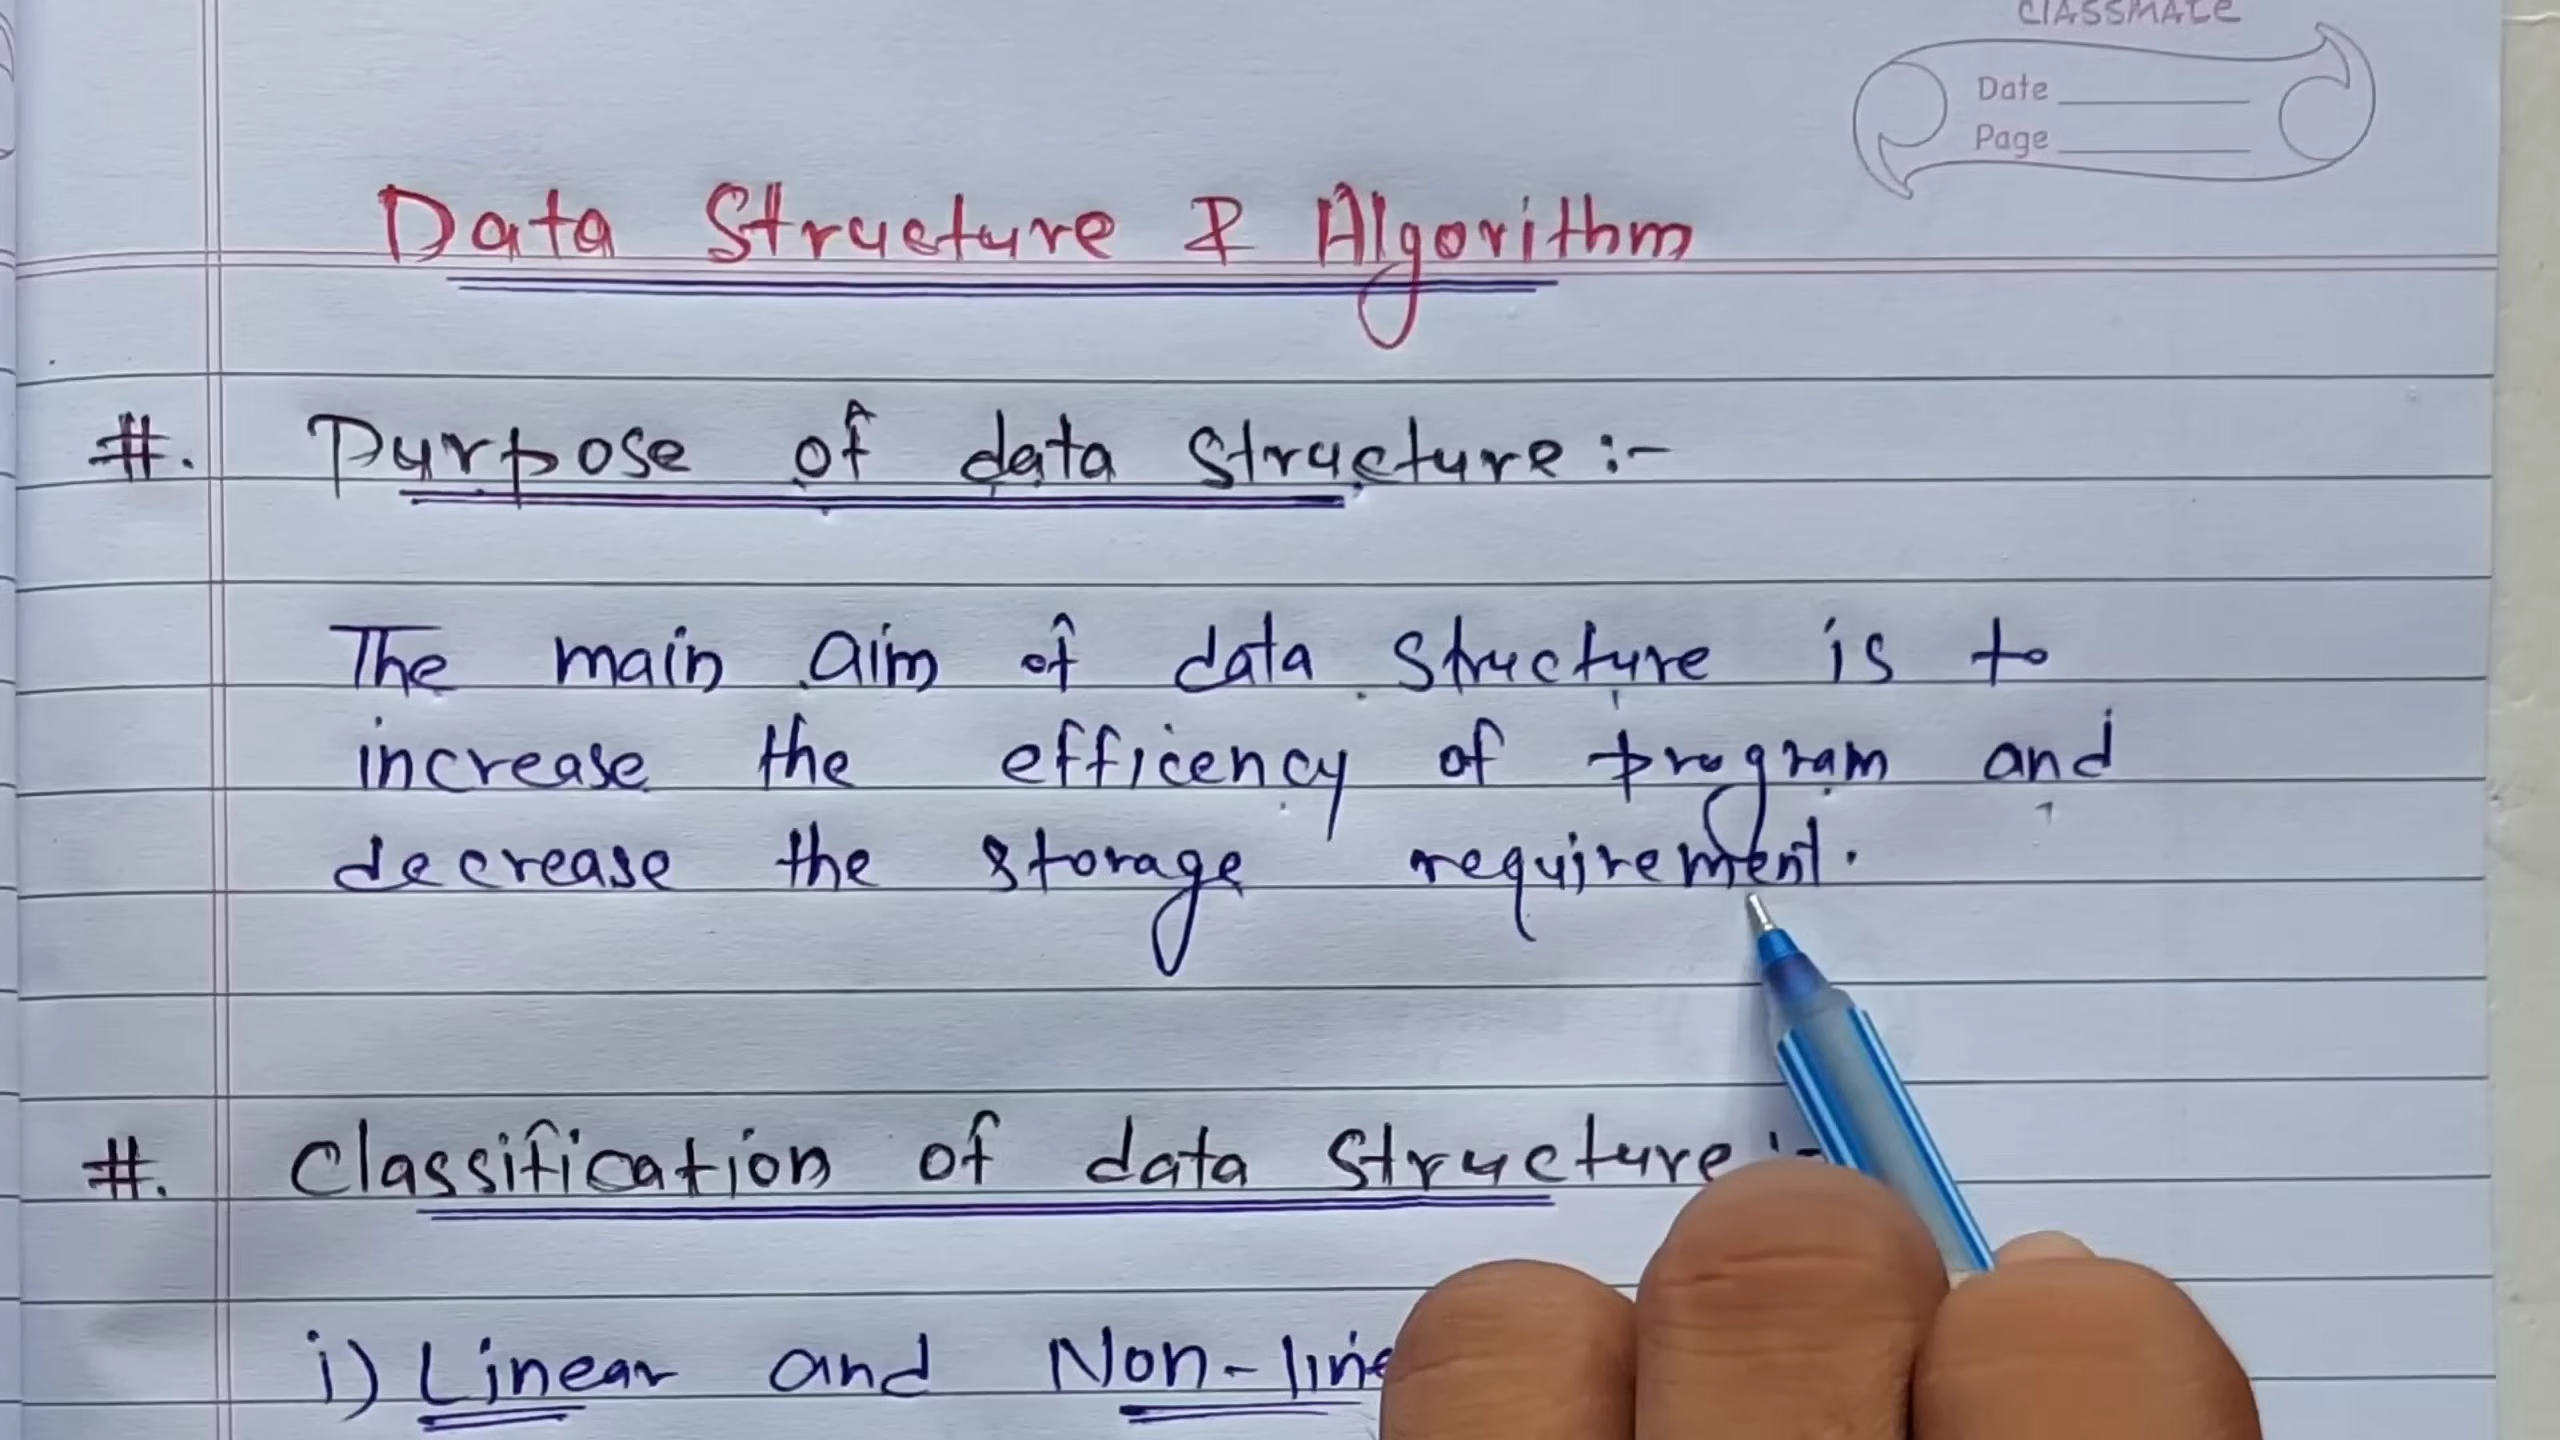 classmate
Date
Page
Data Structure & Algorithm
#. Purpose of data structure :-
The main aim of data structure is to
increase the efficency of program and
decrease the storage requirement.
#. Classification of data structure :-
i) Linear and Non-line